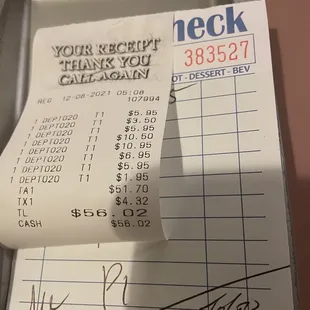 heck
383527
OT - DESSERT - BEV
YOUR RECEIPT
THANK YOU
CALL AGAIN
REG 12-08-2021 05:08
107994
1 DEPT020 T1 $5.95
1 DEPT020 T1 $3.50
1 DEPT020 T1 $5.95
1 DEPT020 T1 $10.50
1 DEPT020 T1 $10.95
1 DEPT020 T1 $6.95
1 DEPT020 T1 $5.95
1 DEPT020 T1 $1.95
TA1 $51.70
TX1 $4.32
TL $56.02
CASH $56.02